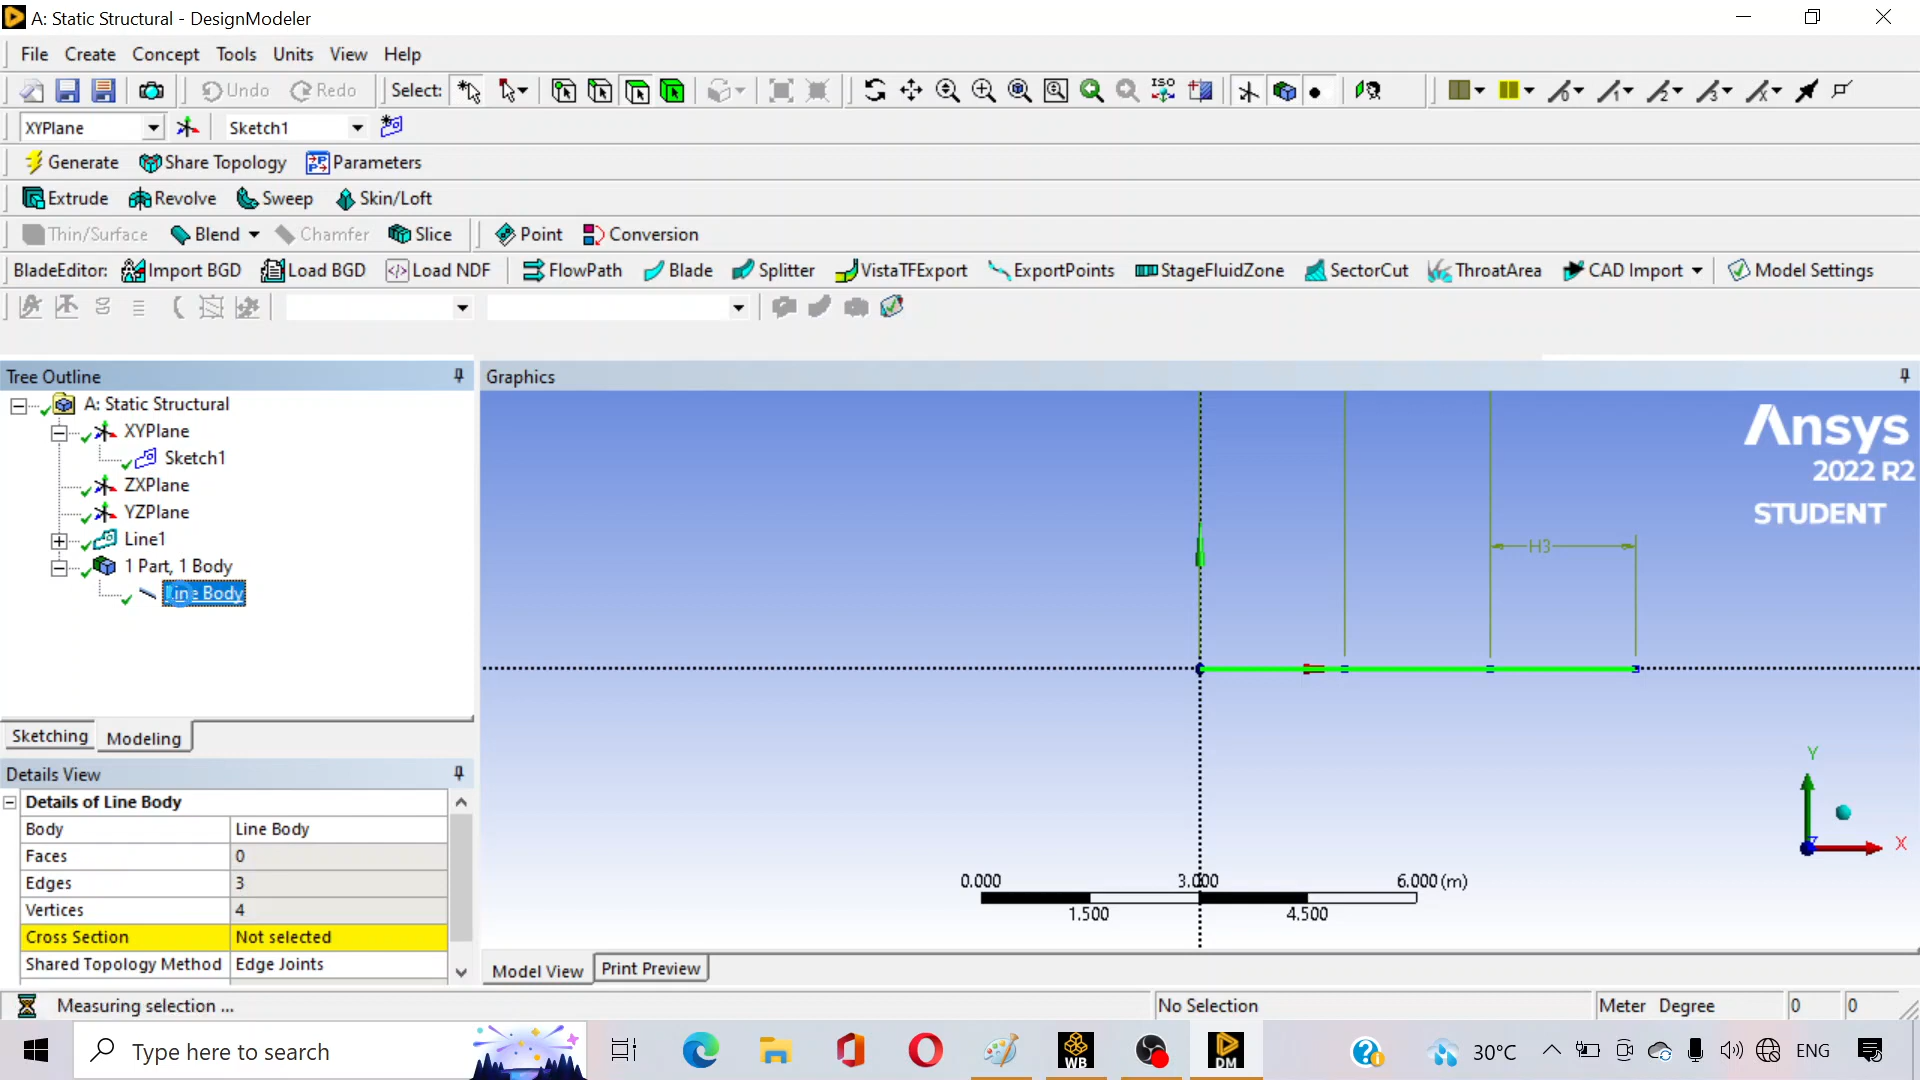 A: Static Structural - DesignModeler
File Create Concept Tools Units View Help
Undo Redo Select: ISO
XYPlane Sketch1
Generate Share Topology Parameters
Extrude Revolve Sweep Skin/Loft
Thin/Surface Blend Chamfer Slice Point Conversion
BladeEditor: Import BGD Load BGD Load NDF FlowPath Blade Splitter VistaTFExport ExportPoints StageFluidZone SectorCut ThroatArea CAD Import Model Settings
Tree Outline
A: Static Structural
XYPlane
Sketch1
ZXPlane
YZPlane
Line1
1 Part, 1 Body
Line Body
Sketching Modeling
Details View
Details of Line Body
Body Line Body
Faces 0
Edges 3
Vertices 4
Cross Section Not selected
Shared Topology Method Edge Joints
Graphics
Ansys
2022 R2
STUDENT
H3
Y
X
0.000 3.000 6.000 (m)
1.500 4.500
Model View Print Preview
Measuring selection ... No Selection Meter Degree 0 0
Type here to search WB DM 30°C ENG